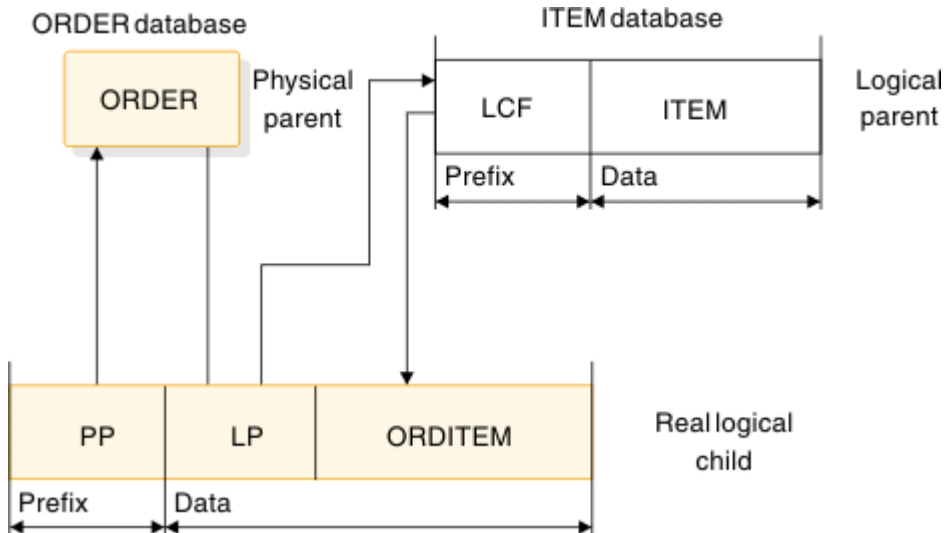 ORDER database
ITEM database
ORDER
Physical
parent
LCF
ITEM
Logical
parent
Prefix
Data
PP
LP
ORDITEM
Real logical
child
Prefix
Data